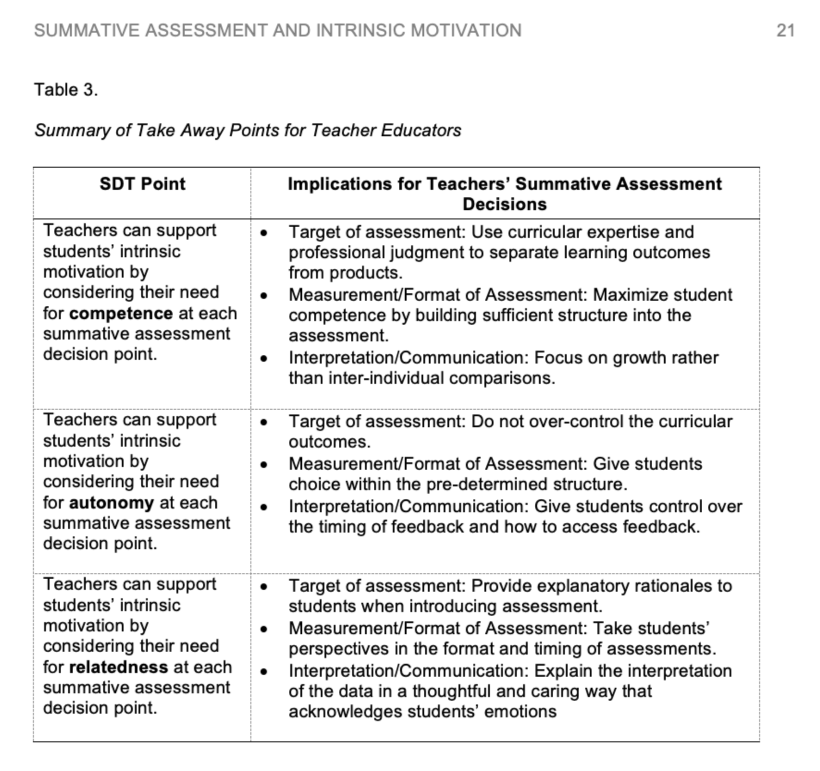 SUMMATIVE ASSESSMENT AND INTRINSIC MOTIVATION 21
Table 3.
Summary of Take Away Points for Teacher Educators
SDT Point
Implications for Teachers' Summative Assessment
Decisions
Teachers can support
students' intrinsic
motivation by
considering their need
for competence at each
summative assessment
decision point.
• Target of assessment: Use curricular expertise and
professional judgment to separate learning outcomes
from products.
• Measurement/Format of Assessment: Maximize student
competence by building sufficient structure into the
assessment.
• Interpretation/Communication: Focus on growth rather
than inter-individual comparisons.
Teachers can support
students' intrinsic
motivation by
considering their need
for autonomy at each
summative assessment
decision point.
• Target of assessment: Do not over-control the curricular
outcomes.
• Measurement/Format of Assessment: Give students
choice within the pre-determined structure.
• Interpretation/Communication: Give students control over
the timing of feedback and how to access feedback.
Teachers can support
students' intrinsic
motivation by
considering their need
for relatedness at each
summative assessment
decision point.
• Target of assessment: Provide explanatory rationales to
students when introducing assessment.
• Measurement/Format of Assessment: Take students'
perspectives in the format and timing of assessments.
• Interpretation/Communication: Explain the interpretation
of the data in a thoughtful and caring way that
acknowledges students' emotions